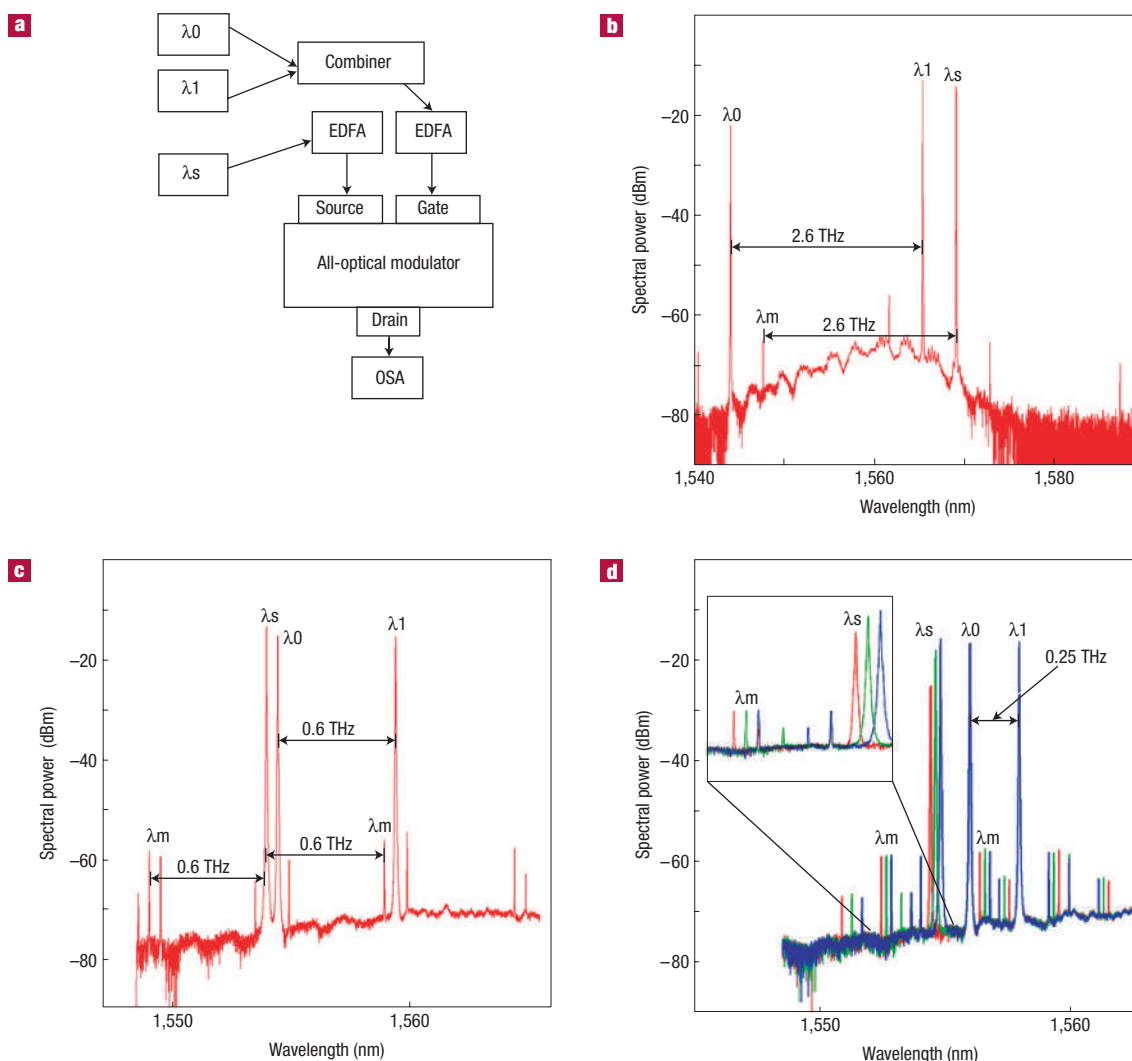 a
λ0
λ1
λs
Combiner
EDFA
EDFA
Source
Gate
All-optical modulator
Drain
OSA
b
Spectral power (dBm)
–20
–40
–60
–80
λ0
λ1
λs
2.6 THz
λm
2.6 THz
1,540
1,560
1,580
Wavelength (nm)
c
Spectral power (dBm)
–20
–40
–60
–80
λs
λ0
λ1
0.6 THz
λm
λm
0.6 THz
0.6 THz
1,550
1,560
Wavelength (nm)
d
Spectral power (dBm)
–20
–40
–60
–80
λs
λm
λs
λ0
λ1
0.25 THz
λm
λm
1,550
1,560
Wavelength (nm)